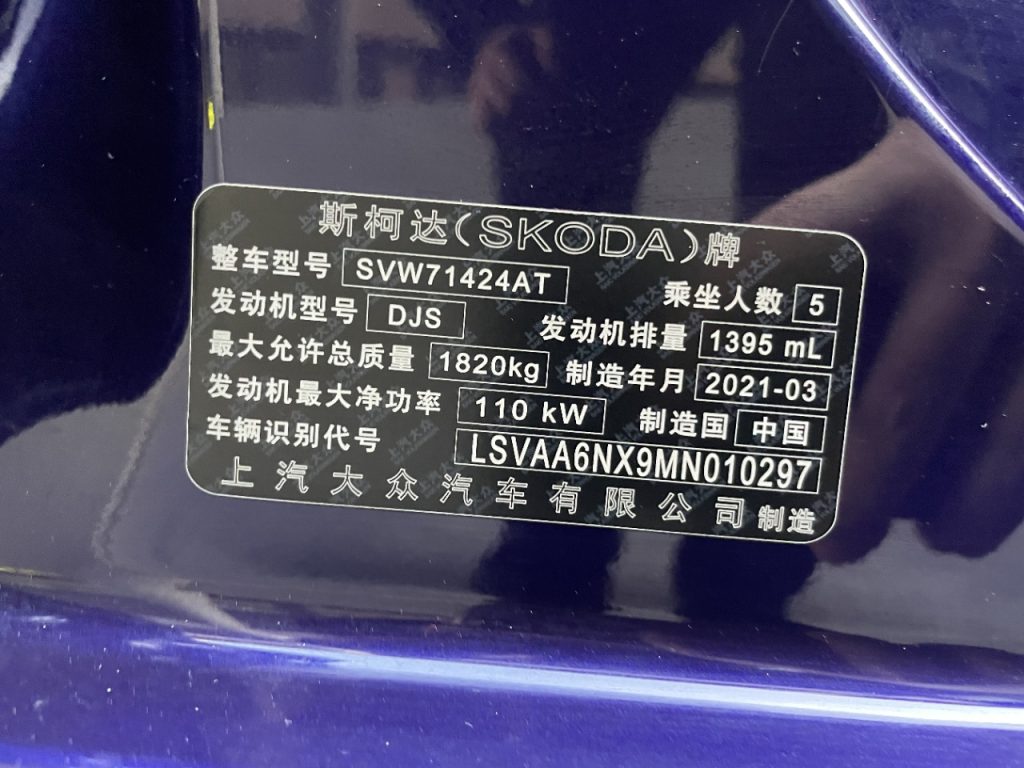 斯柯达(SKODA)牌
整车型号 SVW71424AT 乘坐人数 5
发动机型号 DJS 发动机排量 1395 mL
最大允许总质量 1820kg 制造年月 2021-03
发动机最大净功率 110 kW 制造国 中国
车辆识别代号 LSVAA6NX9MN010297
上汽大众汽车有限公司 制造